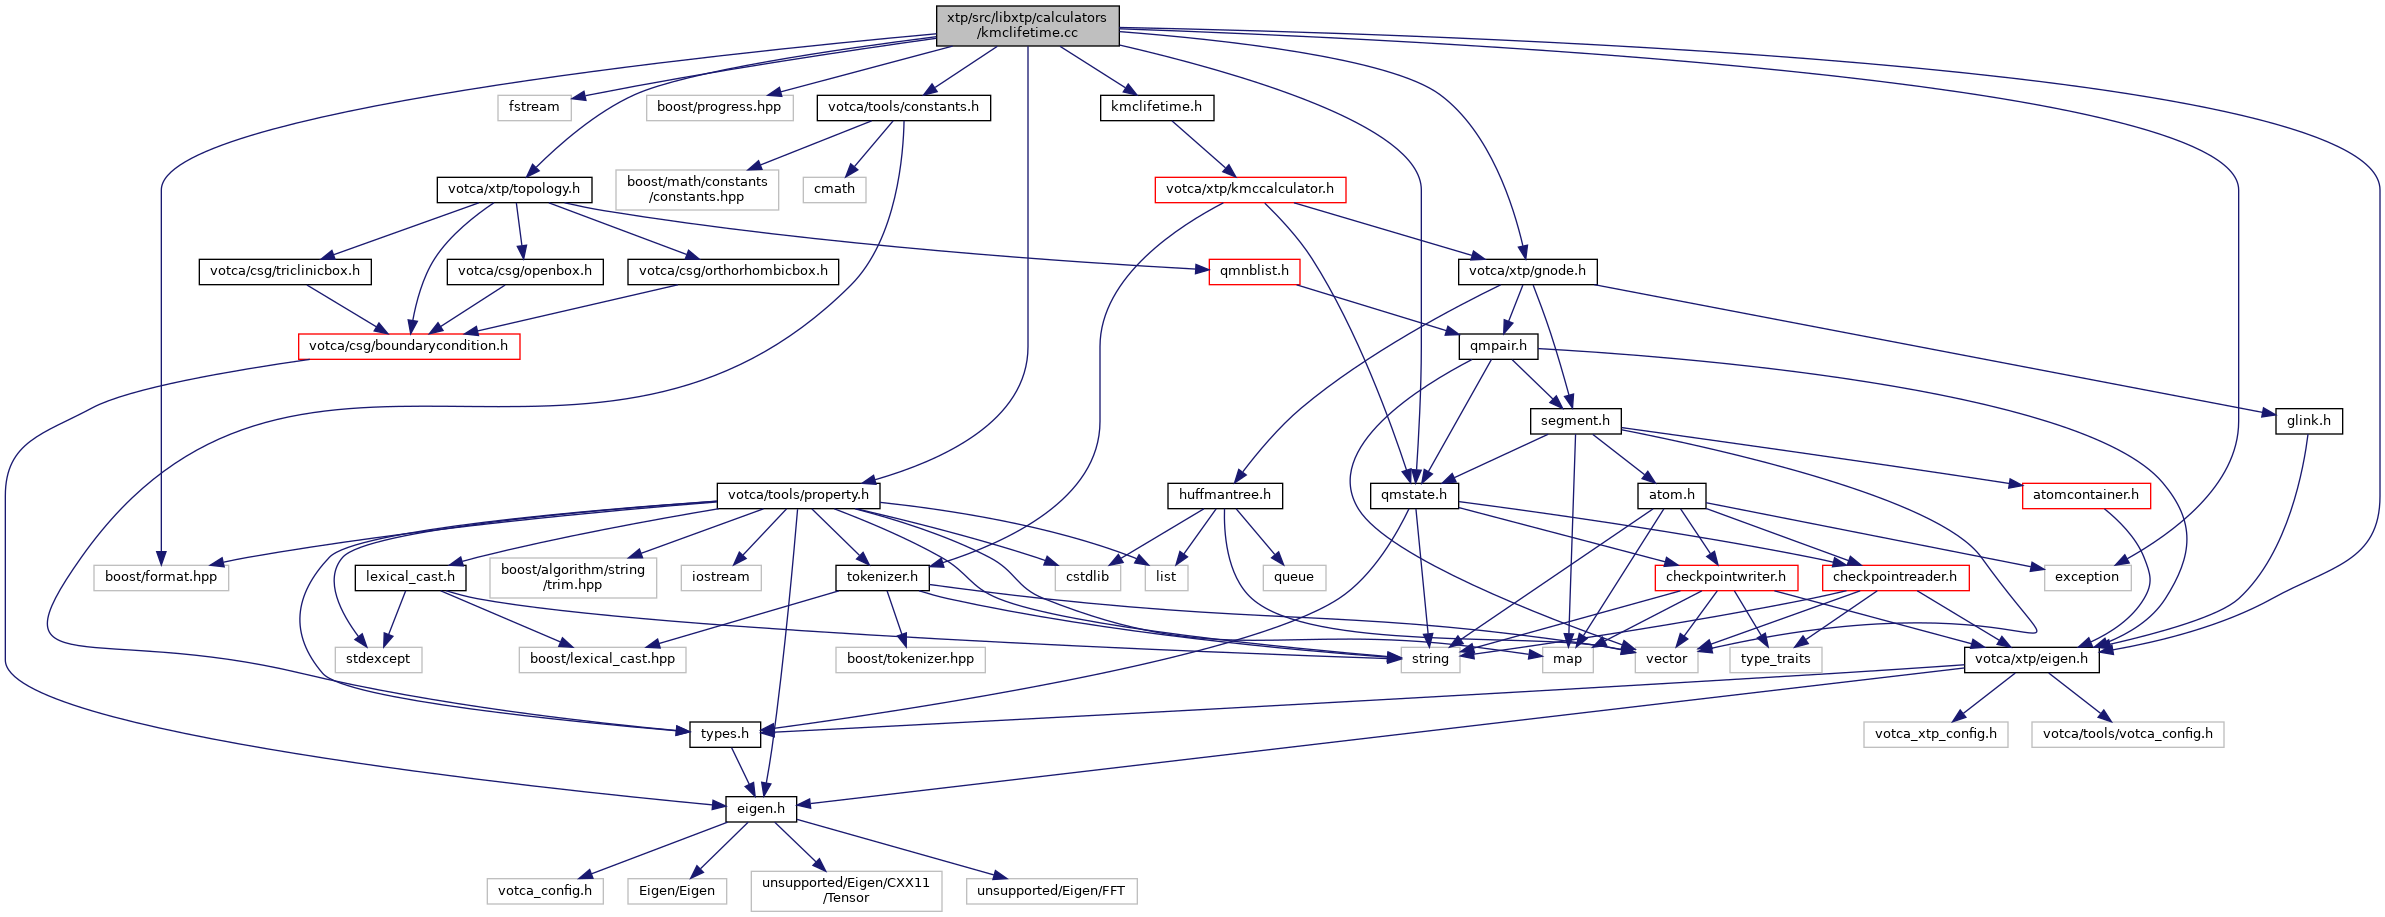 xtp/src/libxtp/calculators
/kmclifetime.cc
fstream
boost/progress.hpp
votca/tools/constants.h
kmclifetime.h
votca/xtp/topology.h
boost/math/constants
/constants.hpp
cmath
votca/xtp/kmccalculator.h
votca/csg/triclinicbox.h
votca/csg/openbox.h
votca/csg/orthorhombicbox.h
qmnblist.h
votca/xtp/gnode.h
votca/csg/boundarycondition.h
qmpair.h
segment.h
glink.h
votca/tools/property.h
huffmantree.h
qmstate.h
atom.h
atomcontainer.h
boost/format.hpp
lexical_cast.h
boost/algorithm/string
/trim.hpp
iostream
tokenizer.h
cstdlib
list
queue
checkpointwriter.h
checkpointreader.h
exception
stdexcept
boost/lexical_cast.hpp
boost/tokenizer.hpp
string
map
vector
type_traits
votca/xtp/eigen.h
types.h
votca_xtp_config.h
votca/tools/votca_config.h
eigen.h
votca_config.h
Eigen/Eigen
unsupported/Eigen/CXX11
/Tensor
unsupported/Eigen/FFT